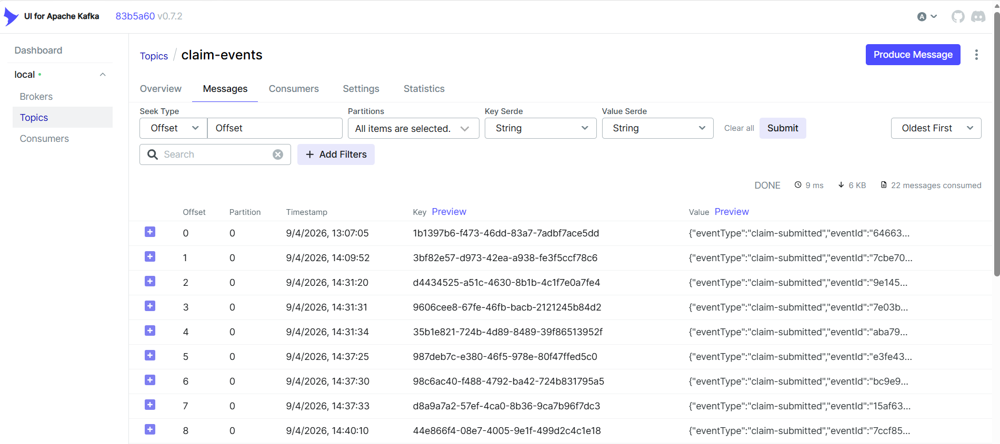 UI for Apache Kafka 83b5a60 v0.7.2 A
Dashboard
local
Brokers
Topics
Consumers
Topics / claim-events
Produce Message
Overview Messages Consumers Settings Statistics
Seek Type Partitions Key Serde Value Serde
Offset Offset All items are selected. String String Clear all Submit Oldest First
Search + Add Filters
DONE 9 ms 6 KB 22 messages consumed
Offset Partition Timestamp Key Preview Value Preview
0 0 9/4/2026, 13:07:05 1b1397b6-f473-46dd-83a7-7adbf7ace5dd {"eventType":"claim-submitted","eventId":"64663...
1 0 9/4/2026, 14:09:52 3bf82e57-d973-42ea-a938-fe3f5ccf78c6 {"eventType":"claim-submitted","eventId":"7cbe70...
2 0 9/4/2026, 14:31:20 d4434525-a51c-4630-8b1b-4c1f7e0a7fe4 {"eventType":"claim-submitted","eventId":"9e145...
3 0 9/4/2026, 14:31:31 9606cee8-67fe-46fb-bacb-2121245b84d2 {"eventType":"claim-submitted","eventId":"7e03b...
4 0 9/4/2026, 14:31:34 35b1e821-724b-4d89-8489-39f86513952f {"eventType":"claim-submitted","eventId":"aba79...
5 0 9/4/2026, 14:37:25 987deb7c-e380-46f5-978e-80f47ffed5c0 {"eventType":"claim-submitted","eventId":"e3fe43...
6 0 9/4/2026, 14:37:30 98c6ac40-f488-4792-ba42-724b831795a5 {"eventType":"claim-submitted","eventId":"bc9e9...
7 0 9/4/2026, 14:37:33 d8a9a7a2-57ef-4ca0-8b36-9ca7b96f7dc3 {"eventType":"claim-submitted","eventId":"15af63...
8 0 9/4/2026, 14:40:10 44e866f4-08e7-4005-9e1f-499d2c4c1e18 {"eventType":"claim-submitted","eventId":"7ccf85...